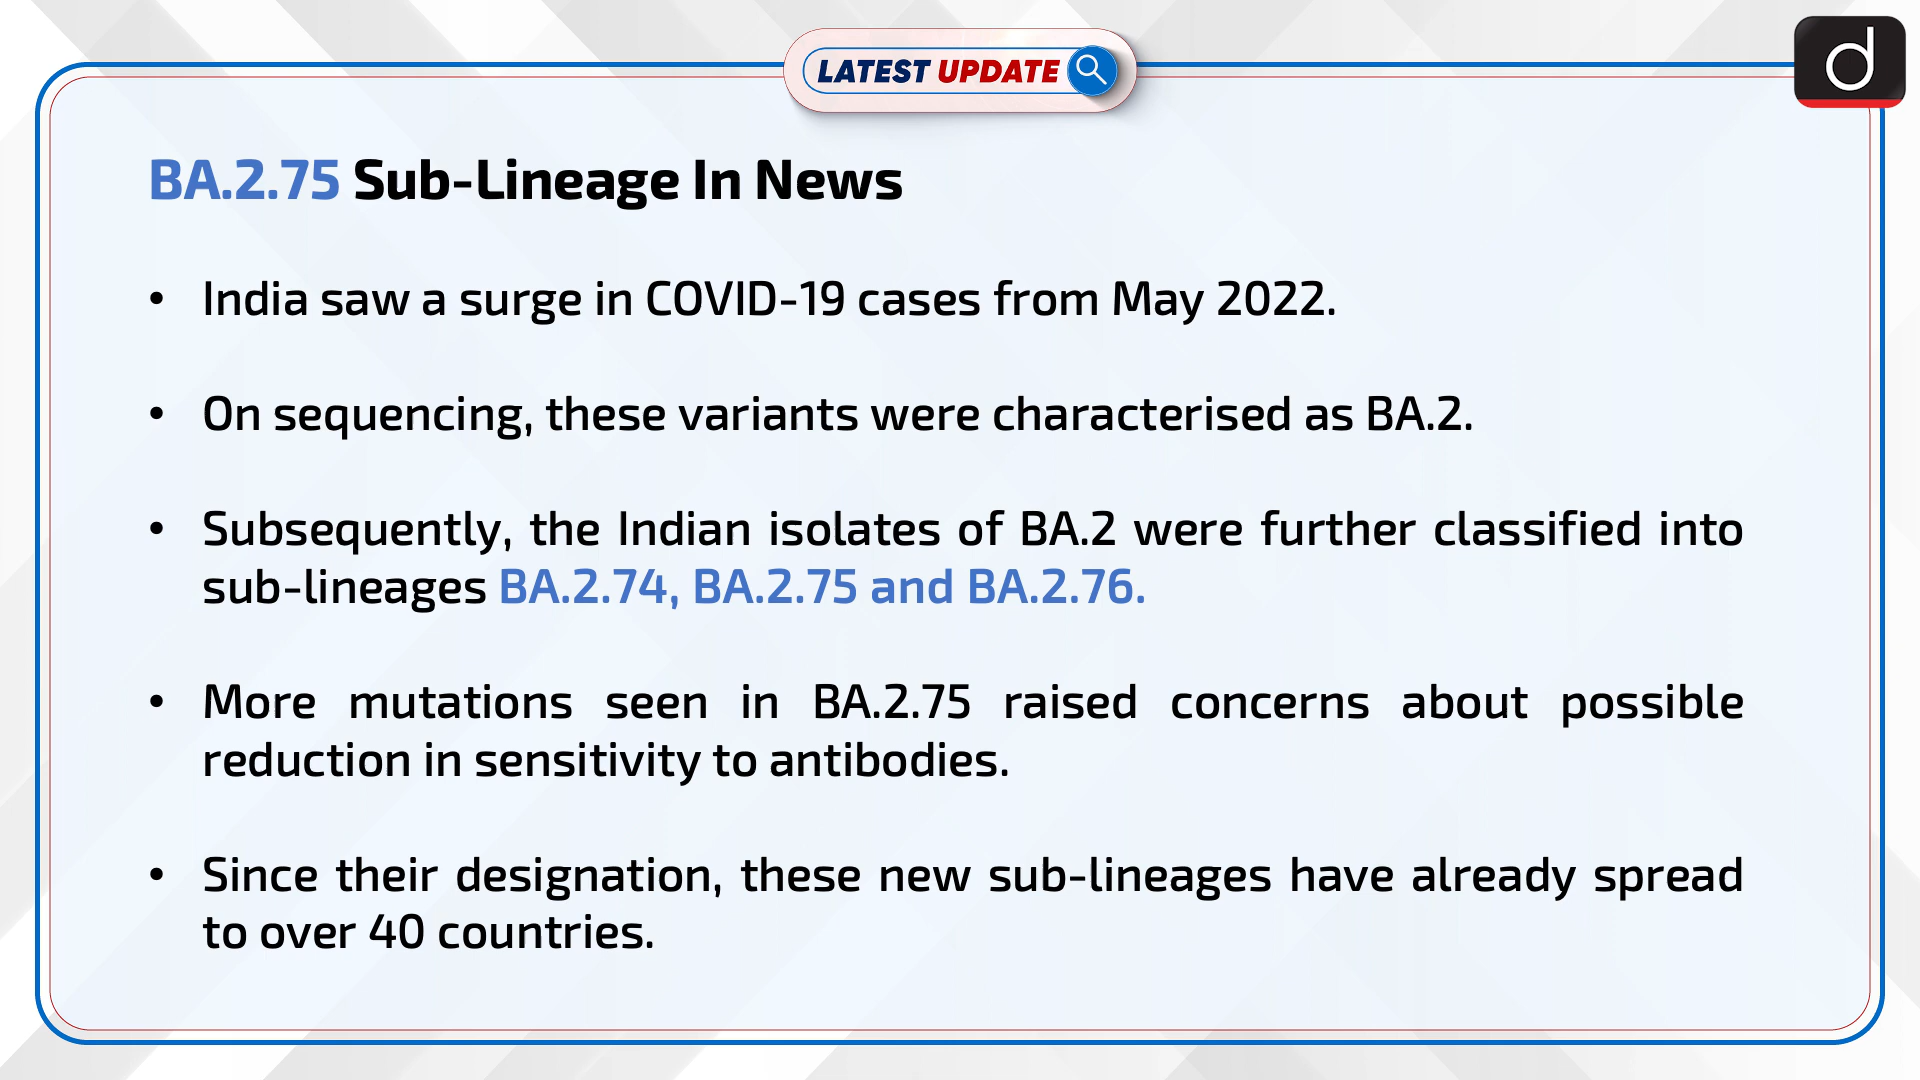 LATEST UPDATE
d
BA.2.75 Sub-Lineage In News
• India saw a surge in COVID-19 cases from May 2022.
• On sequencing, these variants were characterised as BA.2.
• Subsequently, the Indian isolates of BA.2 were further classified into
sub-lineages BA.2.74, BA.2.75 and BA.2.76.
• More mutations seen in BA.2.75 raised concerns about possible
reduction in sensitivity to antibodies.
• Since their designation, these new sub-lineages have already spread
to over 40 countries.